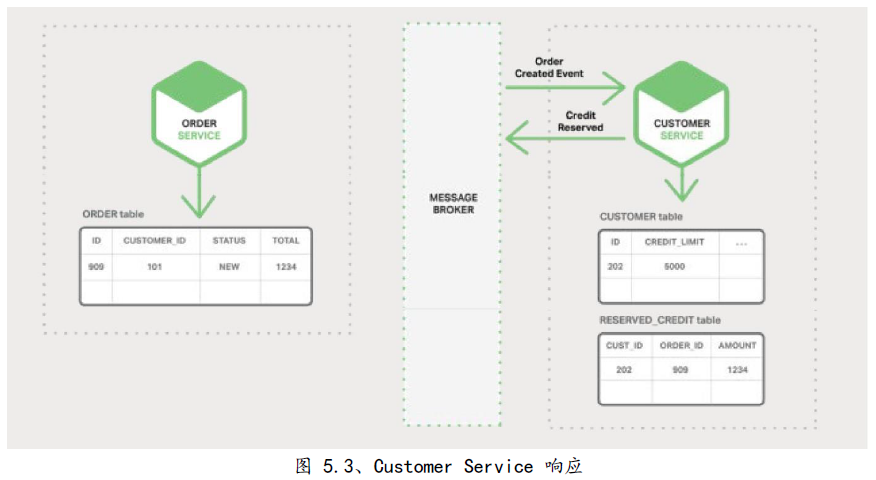 ORDER
SERVICE
ORDER table
ID CUSTOMER_ID STATUS TOTAL
909 101 NEW 1234
MESSAGE
BROKER
Order
Created Event
Credit
Reserved
CUSTOMER
SERVICE
CUSTOMER table
ID CREDIT_LIMIT ...
202 5000
RESERVED_CREDIT table
CUST_ID ORDER_ID AMOUNT
202 909 1234
图 5.3、Customer Service 响应